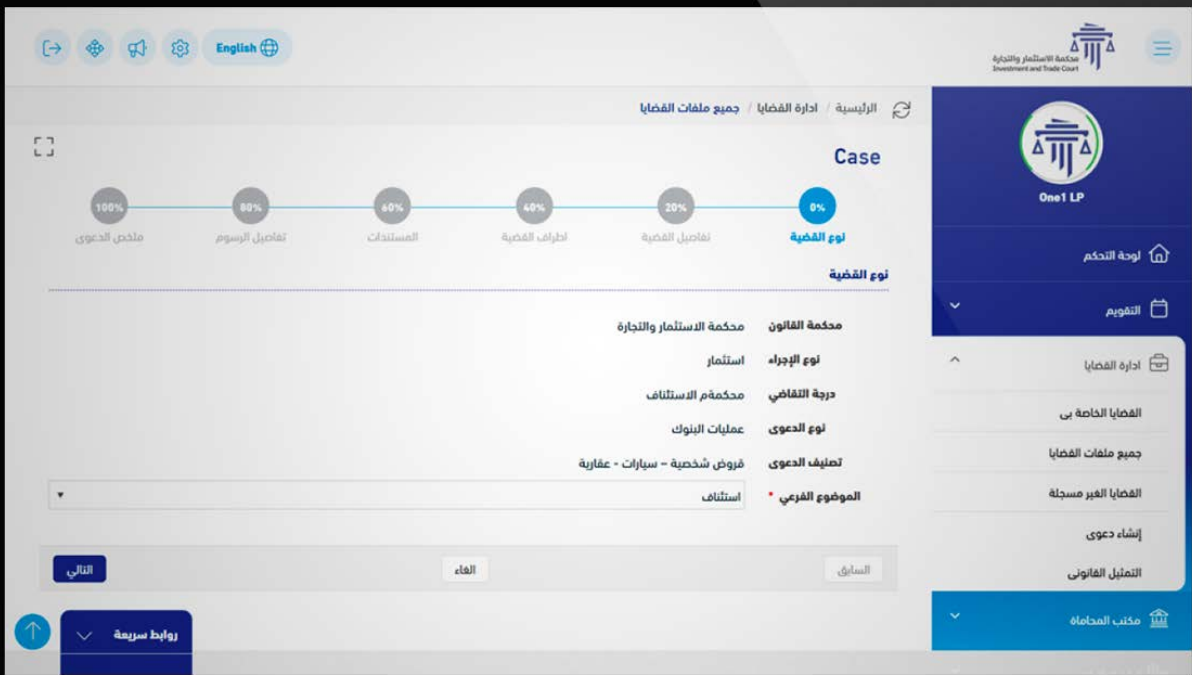 English
محكمة الاستثمار والتجارة
Investment and Trade Court
الرئيسية / ادارة القضايا / جميع ملفات القضايا
One1 LP
لوحة التحكم
التقويم
ادارة القضايا
القضايا الخاصة بى
جميع ملفات القضايا
القضايا الغير مسجلة
إنشاء دعوى
التمثيل القانونى
مكتب المحاماة
Case
0% 20% 40% 60% 80% 100%
نوع القضية تفاصيل القضية اطراف القضية المستندات تفاصيل الرسوم ملخص الدعوى
نوع القضية
محكمة القانون محكمة الاستثمار والتجارة
نوع الإجراء استثمار
درجة التقاضي محكمةم الاستئناف
نوع الدعوى عمليات البنوك
تصنيف الدعوى قروض شخصية – سيارات - عقارية
الموضوع الفرعي * استئناف
السابق الغاء التالي
روابط سريعة